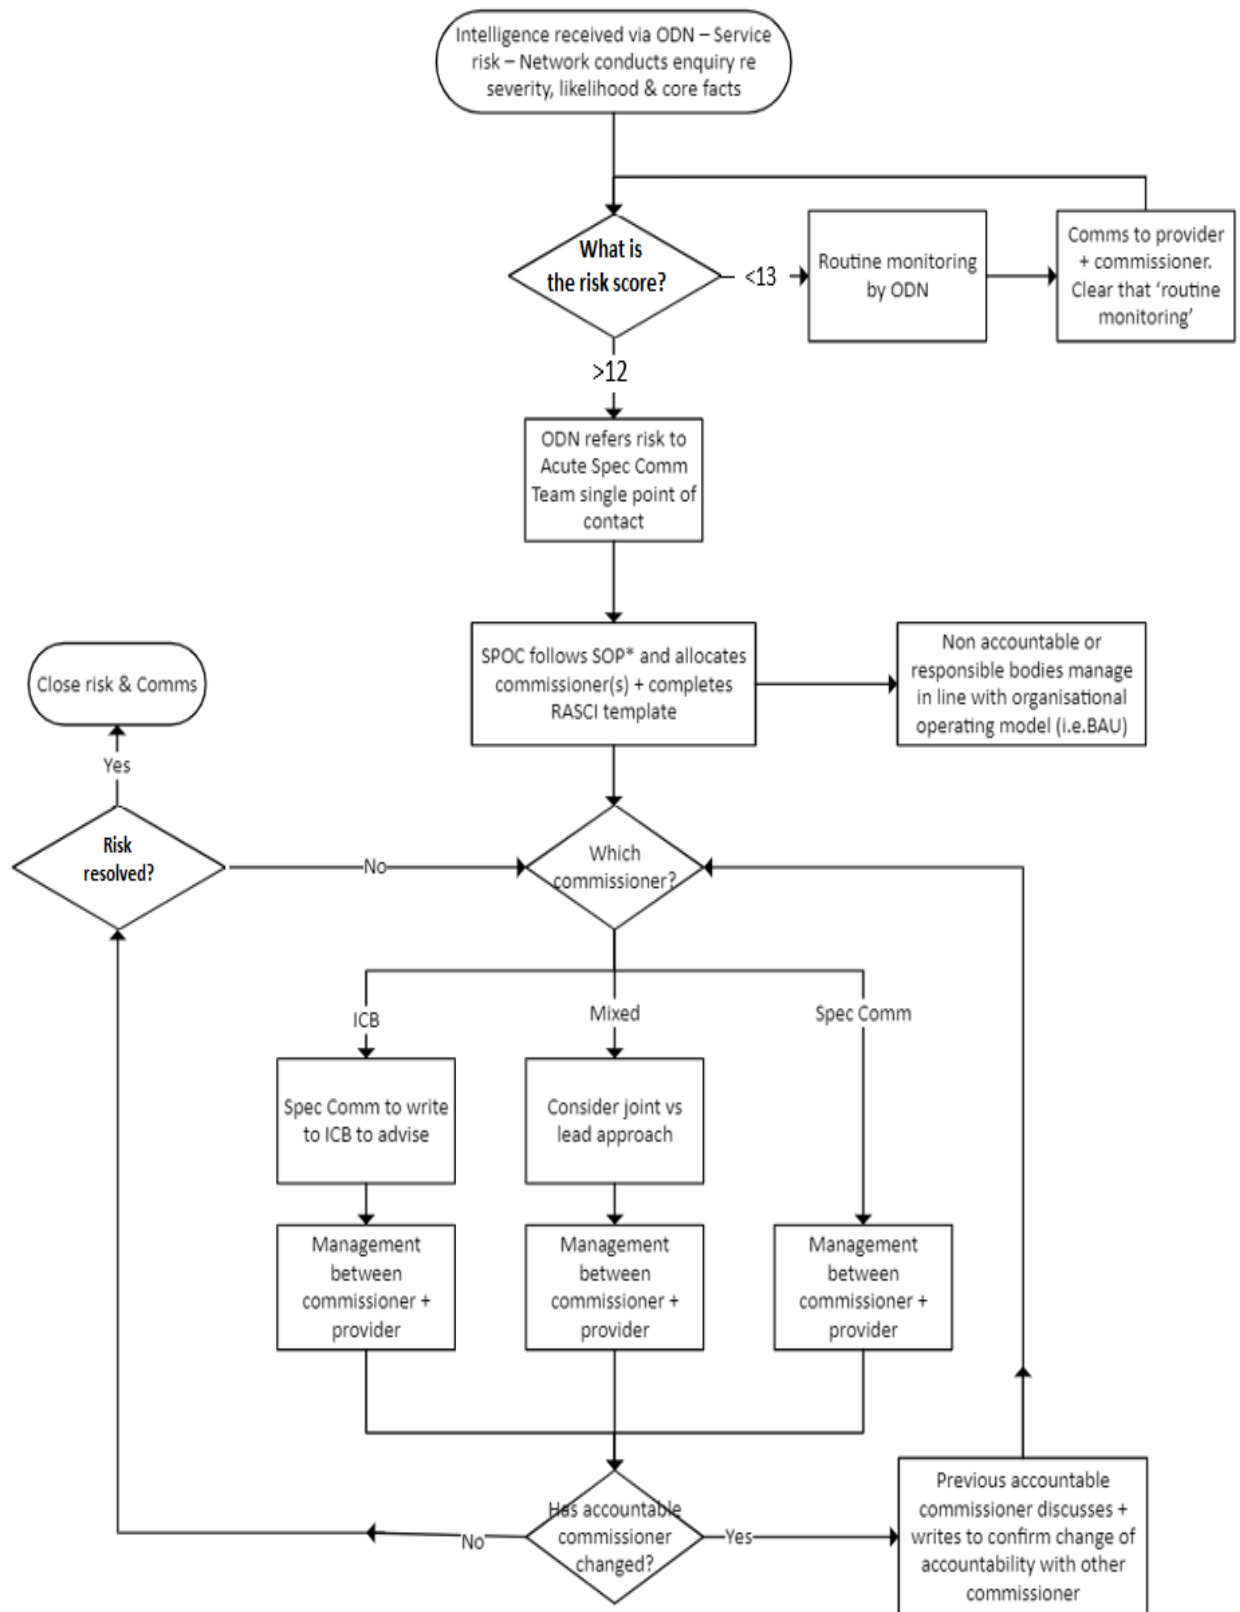 Intelligence received via ODN – Service
risk – Network conducts enquiry re
severity, likelihood & core facts
What is
the risk score?
<13
Routine monitoring
by ODN
Comms to provider
+ commissioner.
Clear that ‘routine
monitoring’
>12
ODN refers risk to
Acute Spec Comm
Team single point of
contact
SPOC follows SOP* and allocates
commissioner(s) + completes
RASCI template
Non accountable or
responsible bodies manage
in line with organisational
operating model (i.e.BAU)
Close risk & Comms
Yes
Risk
resolved?
No
Which
commissioner?
ICB
Mixed
Spec Comm
Spec Comm to write
to ICB to advise
Consider joint vs
lead approach
Management
between
commissioner +
provider
Management
between
commissioner +
provider
Management
between
commissioner +
provider
Has accountable
commissioner
changed?
No
Yes
Previous accountable
commissioner discusses +
writes to confirm change of
accountability with other
commissioner